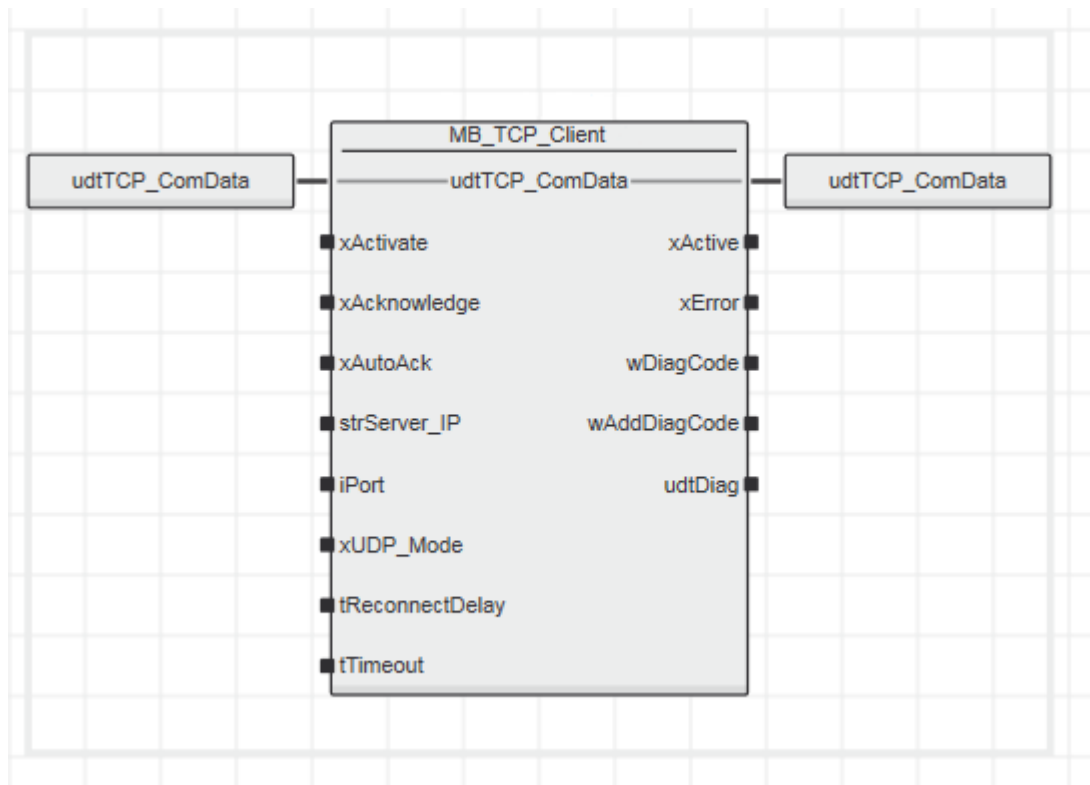 MB_TCP_Client
udtTCP_ComData udtTCP_ComData udtTCP_ComData
xActivate xActive
xAcknowledge xError
xAutoAck wDiagCode
strServer_IP wAddDiagCode
iPort udtDiag
xUDP_Mode
tReconnectDelay
tTimeout